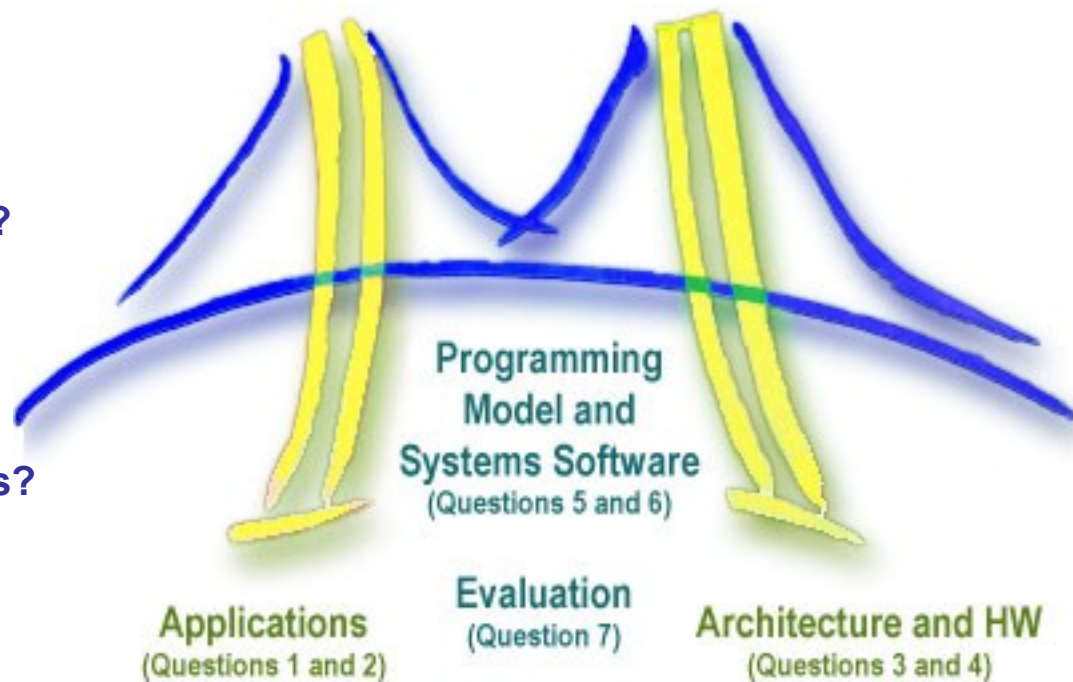 ?
s?
Programming
Model and
Systems Software
(Questions 5 and 6)
Evaluation
(Question 7)
Applications
(Questions 1 and 2)
Architecture and HW
(Questions 3 and 4)